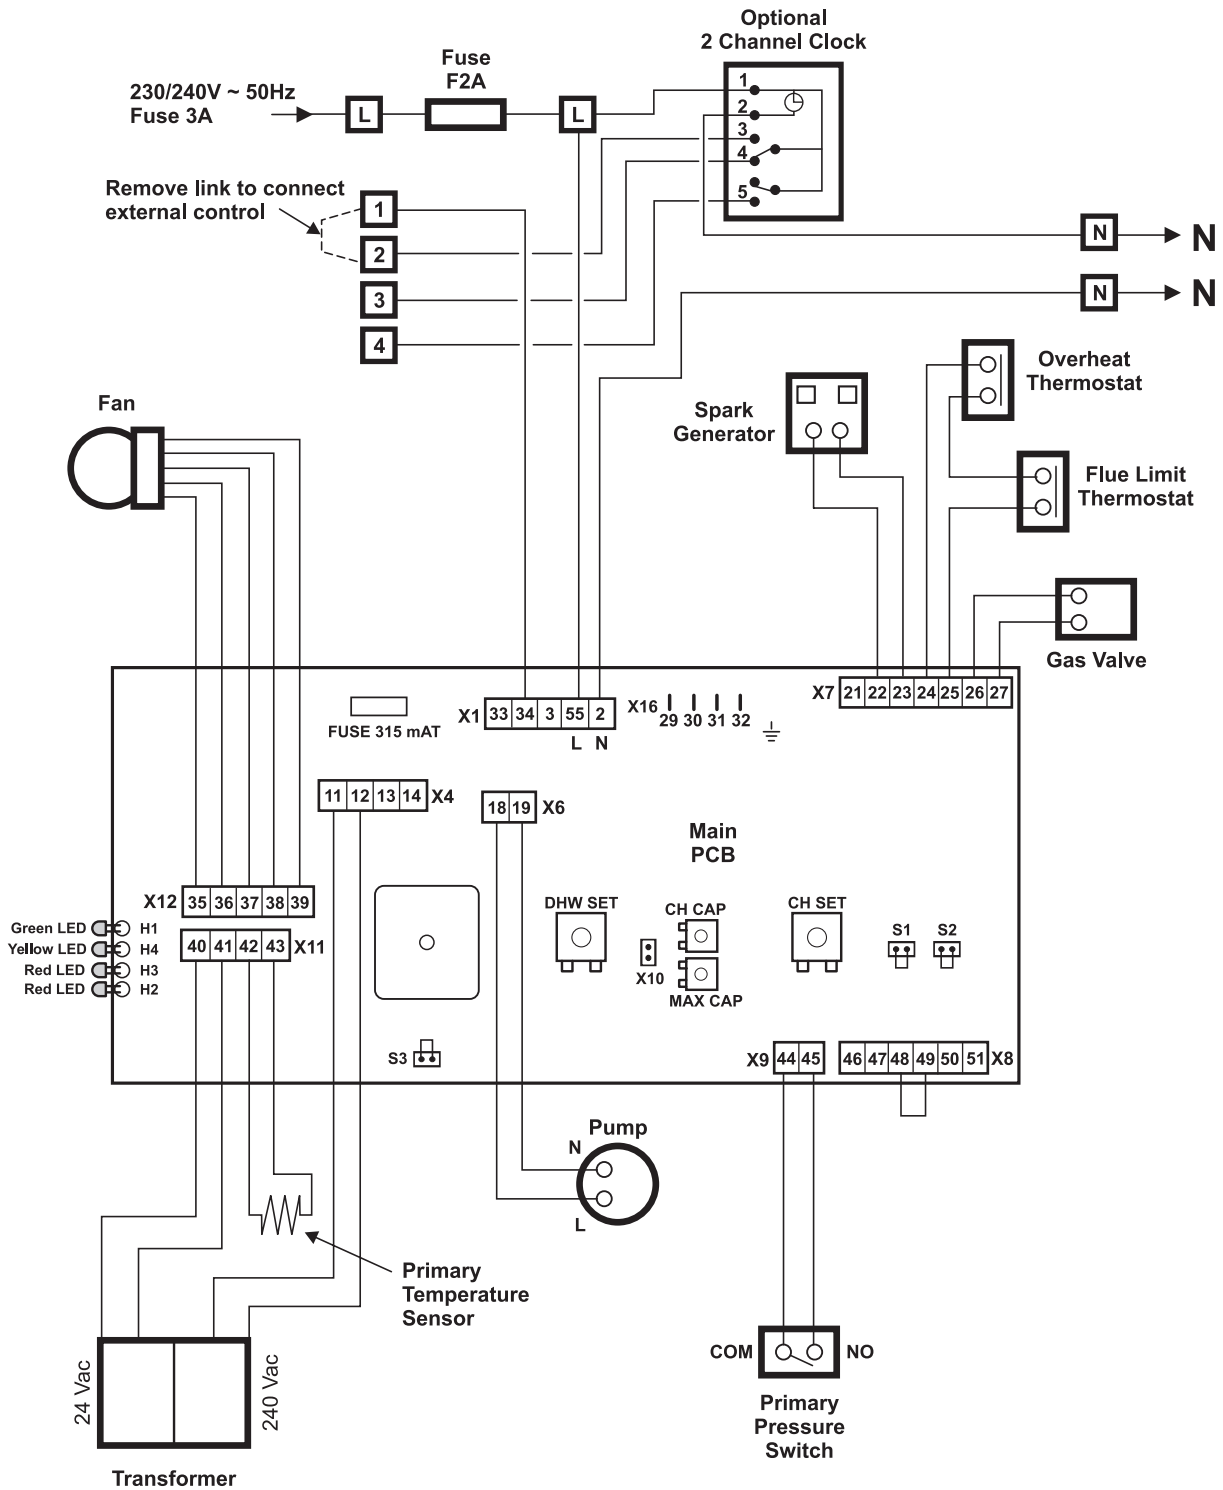 Optional
2 Channel Clock
Fuse
F2A
230/240V ~ 50Hz
Fuse 3A
L
L
1
2
3
4
5
Remove link to connect
external control
1
2
3
4
N
N
N
N
Overheat
Thermostat
Spark
Generator
Flue Limit
Thermostat
Gas Valve
Fan
FUSE 315 mAT
X1 33 34 3 55 2
L N
X16
29 30 31 32
X7 21 22 23 24 25 26 27
11 12 13 14 X4
18 19 X6
Main
PCB
X12 35 36 37 38 39
Green LED H1
Yellow LED H4
Red LED H3
Red LED H2
40 41 42 43 X11
DHW SET
CH CAP
X10
MAX CAP
CH SET
S1 S2
S3
X9 44 45
46 47 48 49 50 51 X8
Pump
N
L
Primary
Temperature
Sensor
24 Vac
240 Vac
Transformer
COM NO
Primary
Pressure
Switch